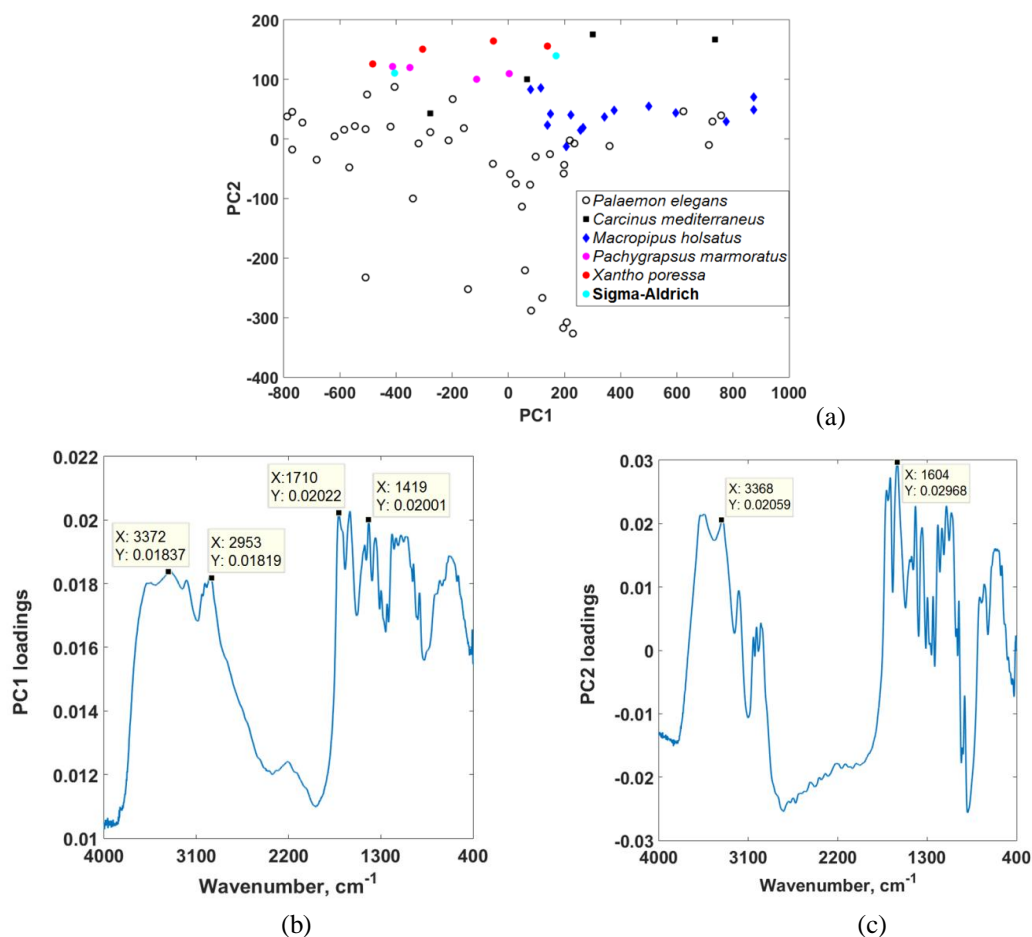 200
100
0
-100
-200
-300
-400
PC2
-800
-600
-400
-200
0
200
400
600
800
1000
PC1
Palaemon elegans
Carcinus mediterraneus
Macropipus holsatus
Pachygrapsus marmoratus
Xantho poressa
Sigma-Aldrich
(a)
0.022
0.02
0.018
0.016
0.014
0.012
0.01
PC1 loadings
X: 3372
Y: 0.01837
X: 2953
Y: 0.01819
X:1710
Y: 0.02022
X: 1419
Y: 0.02001
4000
3100
2200
1300
400
Wavenumber, cm-1
(b)
0.03
0.02
0.01
0
-0.01
-0.02
-0.03
PC2 loadings
X: 3368
Y: 0.02059
X: 1604
Y: 0.02968
4000
3100
2200
1300
400
Wavenumber, cm-1
(c)